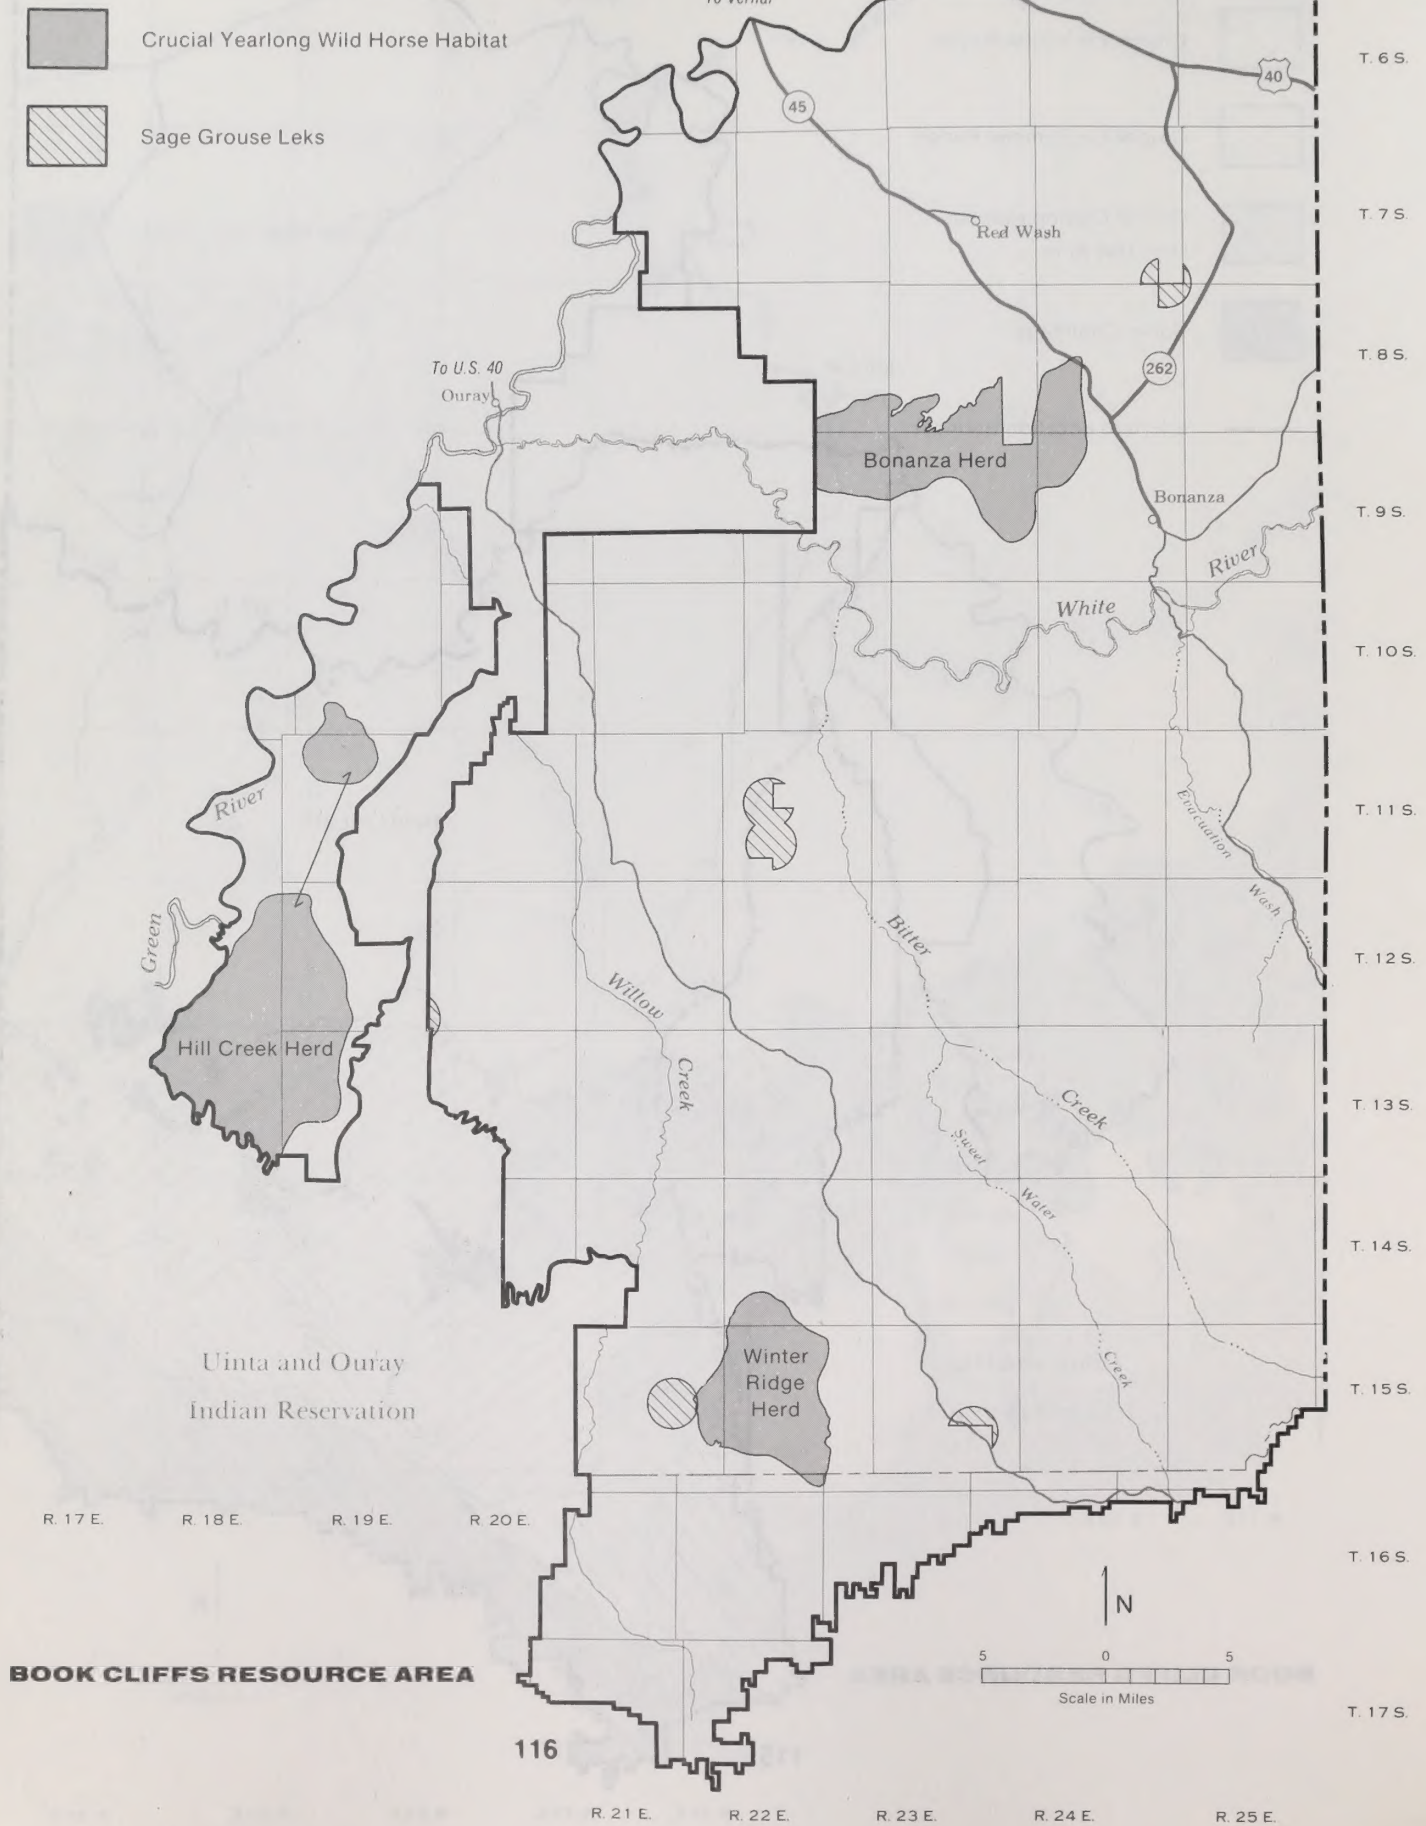 To Vernal
Crucial Yearlong Wild Horse Habitat
Sage Grouse Leks
T. 6 S.
40
45
T. 7 S.
Red Wash
T. 8 S.
262
To U.S. 40
Ouray
Bonanza Herd
Bonanza
T. 9 S.
River
White
T. 10 S.
River
Evacuation
Wash
T. 11 S.
Green
Bitter
Creek
T. 12 S.
Willow
Creek
Hill Creek Herd
T. 13 S.
Sweet
Water
Creek
T. 14 S.
Uinta and Ouray
Indian Reservation
Winter
Ridge
Herd
T. 15 S.
R. 17 E.
R. 18 E.
R. 19 E.
R. 20 E.
T. 16 S.
N
5 0 5
Scale in Miles
BOOK CLIFFS RESOURCE AREA
T. 17 S.
116
R. 21 E.
R. 22 E.
R. 23 E.
R. 24 E.
R. 25 E.